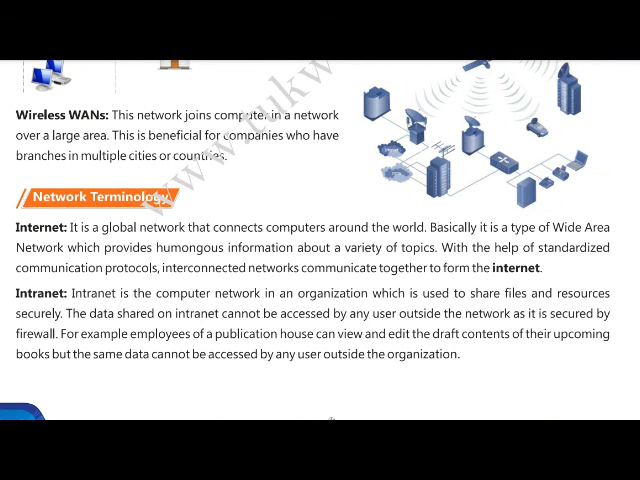 Wireless WANs: This network joins computer in a network
over a large area. This is beneficial for companies who have
branches in multiple cities or countries.
www.tukw
Network Terminology
Internet: It is a global network that connects computers around the world. Basically it is a type of Wide Area
Network which provides humongous information about a variety of topics. With the help of standardized
communication protocols, interconnected networks communicate together to form the internet.
Intranet: Intranet is the computer network in an organization which is used to share files and resources
securely. The data shared on intranet cannot be accessed by any user outside the network as it is secured by
firewall. For example employees of a publication house can view and edit the draft contents of their upcoming
books but the same data cannot be accessed by any user outside the organization.